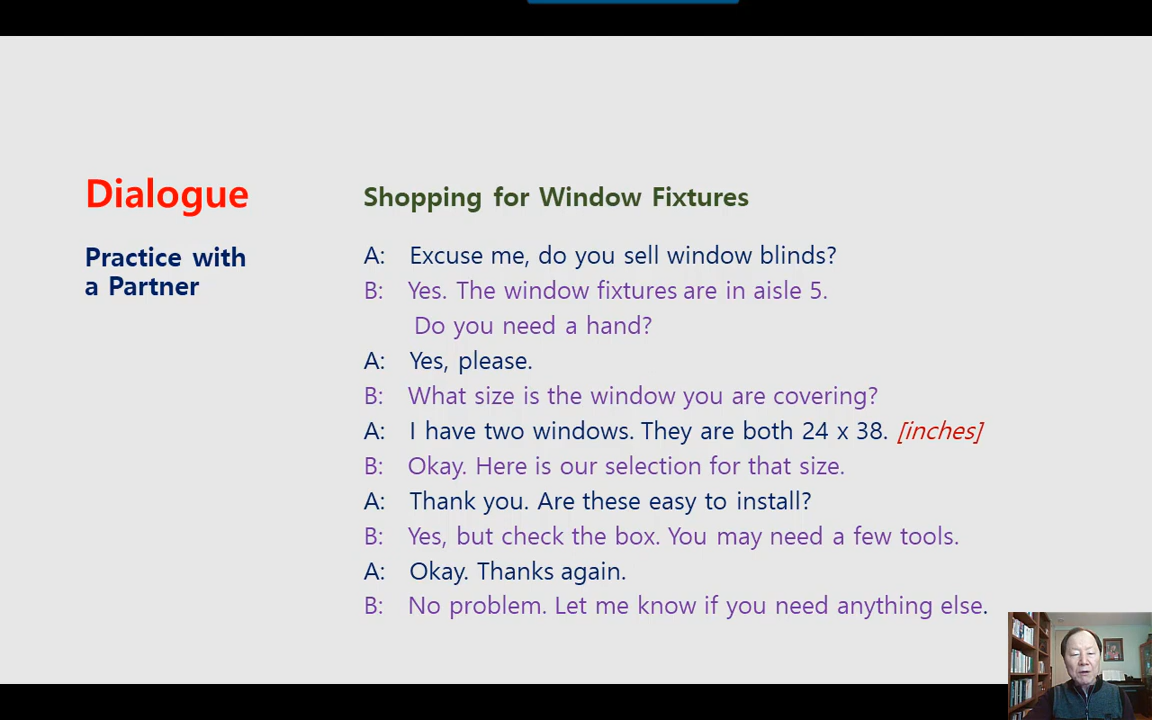 Dialogue
Practice with
a Partner
Shopping for Window Fixtures
A: Excuse me, do you sell window blinds?
B: Yes. The window fixtures are in aisle 5.
Do you need a hand?
A: Yes, please.
B: What size is the window you are covering?
A: I have two windows. They are both 24 x 38. [inches]
B: Okay. Here is our selection for that size.
A: Thank you. Are these easy to install?
B: Yes, but check the box. You may need a few tools.
A: Okay. Thanks again.
B: No problem. Let me know if you need anything else.